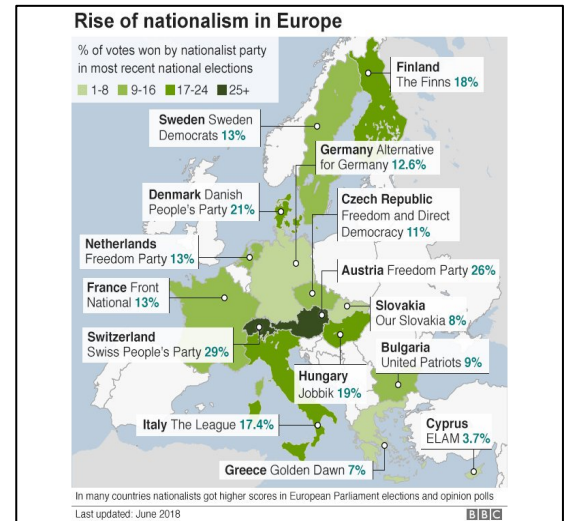 Rise of nationalism in Europe
% of votes won by nationalist party
in most recent national elections
1-8 9-16 17-24 25+
Finland
The Finns 18%
Sweden Sweden
Democrats 13%
Germany Alternative
for Germany 12.6%
Denmark Danish
People's Party 21%
Czech Republic
Freedom and Direct
Democracy 11%
Netherlands
Freedom Party 13%
Austria Freedom Party 26%
France Front
National 13%
Slovakia
Our Slovakia 8%
Switzerland
Swiss People's Party 29%
Bulgaria
United Patriots 9%
Hungary
Jobbik 19%
Italy The League 17.4%
Cyprus
ELAM 3.7%
Greece Golden Dawn 7%
In many countries nationalists got higher scores in European Parliament elections and opinion polls
Last updated: June 2018
BBC